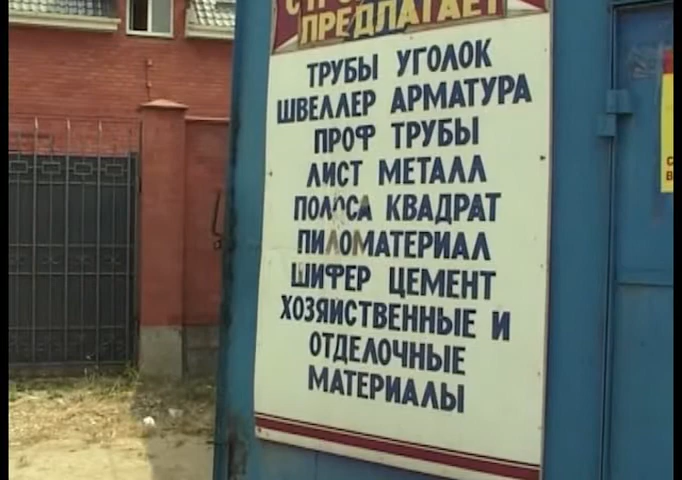 ПРЕДЛАГАЕТ
ТРУБЫ УГОЛОК
ШВЕЛЛЕР АРМАТУРА
ПРОФ ТРУБЫ
ЛИСТ МЕТАЛЛ
ПОЛОСА КВАДРАТ
ПИЛОМАТЕРИАЛ
ШИФЕР ЦЕМЕНТ
ХОЗЯИСТВЕННЫЕ И
ОТДЕЛОЧНЫЕ
МАТЕРИАЛЫ